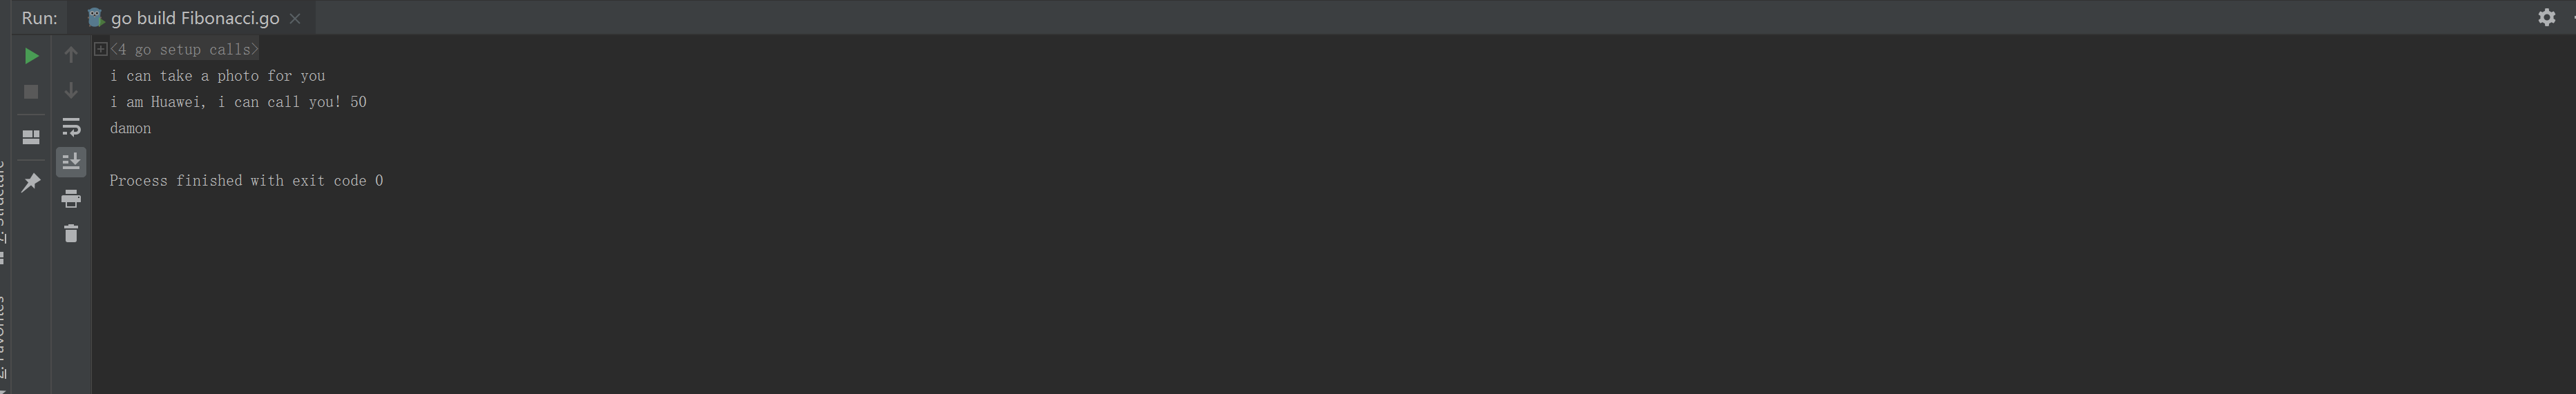 Run: go build Fibonacci.go
<4 go setup calls>
i can take a photo for you
i am Huawei, i can call you! 50
damon
Process finished with exit code 0
Z: Structure
2: Favorites